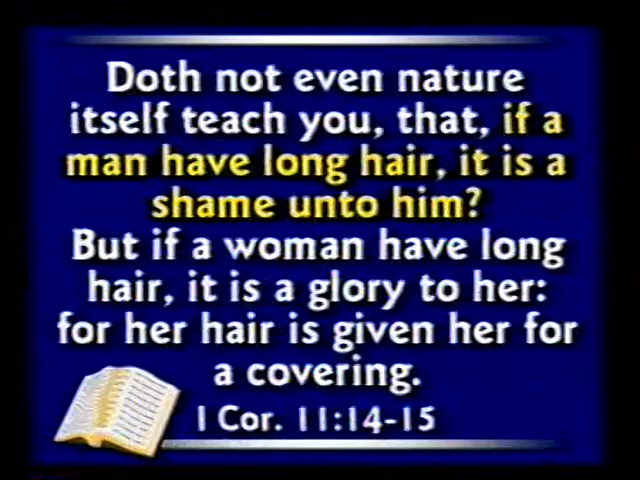 Doth not even nature
itself teach you, that, if a
man have long hair, it is a
shame unto him?
But if a woman have long
hair, it is a glory to her:
for her hair is given her for
a covering.
I Cor. 11:14-15